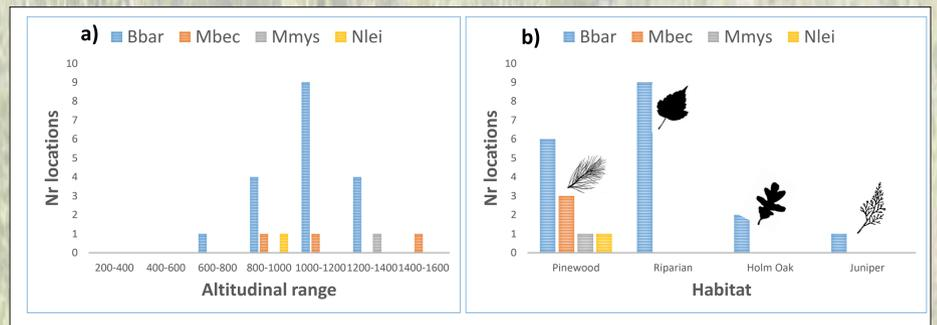 a) Bbar Mbec Mmys Nlei
10
9
8
7
6
5
4
3
2
1
0
Nr locations
200-400 400-600 600-800 800-1000 1000-1200 1200-1400 1400-1600
Altitudinal range
b) Bbar Mbec Mmys Nlei
10
9
8
7
6
5
4
3
2
1
0
Nr locations
Pinewood Riparian Holm Oak Juniper
Habitat